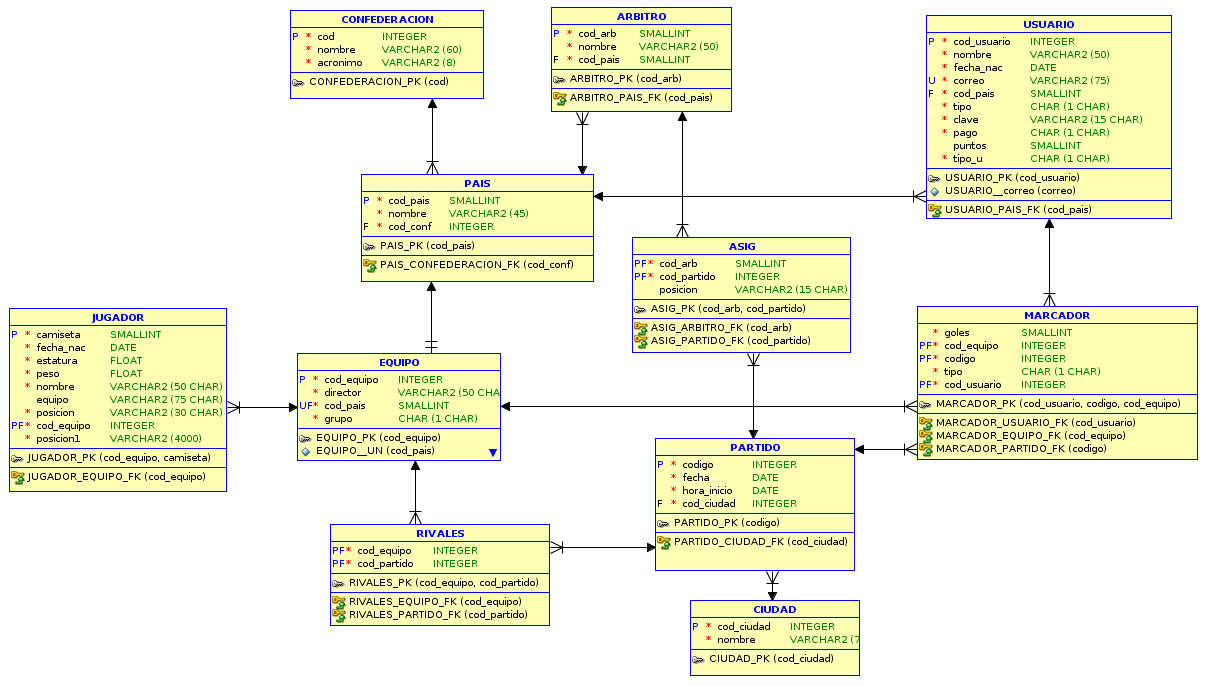 CONFEDERACION
P * cod INTEGER
* nombre VARCHAR2 (60)
* acronimo VARCHAR2 (8)
CONFEDERACION_PK (cod)
ARBITRO
P * cod_arb SMALLINT
* nombre VARCHAR2 (50)
F * cod_pais SMALLINT
ARBITRO_PK (cod_arb)
ARBITRO_PAIS_FK (cod_pais)
USUARIO
P * cod_usuario INTEGER
* nombre VARCHAR2 (50)
* fecha_nac DATE
U * correo VARCHAR2 (75)
F * cod_pais SMALLINT
* tipo CHAR (1 CHAR)
* clave VARCHAR2 (15 CHAR)
* pago CHAR (1 CHAR)
puntos SMALLINT
* tipo_u CHAR (1 CHAR)
USUARIO_PK (cod_usuario)
USUARIO__correo (correo)
USUARIO_PAIS_FK (cod_pais)
PAIS
P * cod_pais SMALLINT
* nombre VARCHAR2 (45)
F * cod_conf INTEGER
PAIS_PK (cod_pais)
PAIS_CONFEDERACION_FK (cod_conf)
ASIG
PF* cod_arb SMALLINT
PF* cod_partido INTEGER
posicion VARCHAR2 (15 CHAR)
ASIG_PK (cod_arb, cod_partido)
ASIG_ARBITRO_FK (cod_arb)
ASIG_PARTIDO_FK (cod_partido)
JUGADOR
P * camiseta SMALLINT
* fecha_nac DATE
* estatura FLOAT
* peso FLOAT
* nombre VARCHAR2 (50 CHAR)
equipo VARCHAR2 (75 CHAR)
* posicion VARCHAR2 (30 CHAR)
PF* cod_equipo INTEGER
* posicion1 VARCHAR2 (4000)
JUGADOR_PK (cod_equipo, camiseta)
JUGADOR_EQUIPO_FK (cod_equipo)
EQUIPO
P * cod_equipo INTEGER
* director VARCHAR2 (50 CHA
UF* cod_pais SMALLINT
* grupo CHAR (1 CHAR)
EQUIPO_PK (cod_equipo)
EQUIPO__UN (cod_pais)
MARCADOR
* goles SMALLINT
PF* cod_equipo INTEGER
PF* codigo INTEGER
* tipo CHAR (1 CHAR)
PF* cod_usuario INTEGER
MARCADOR_PK (cod_usuario, codigo, cod_equipo)
MARCADOR_USUARIO_FK (cod_usuario)
MARCADOR_EQUIPO_FK (cod_equipo)
MARCADOR_PARTIDO_FK (codigo)
PARTIDO
P * codigo INTEGER
* fecha DATE
* hora_inicio DATE
F * cod_ciudad INTEGER
PARTIDO_PK (codigo)
PARTIDO_CIUDAD_FK (cod_ciudad)
RIVALES
PF* cod_equipo INTEGER
PF* cod_partido INTEGER
RIVALES_PK (cod_equipo, cod_partido)
RIVALES_EQUIPO_FK (cod_equipo)
RIVALES_PARTIDO_FK (cod_partido)
CIUDAD
P * cod_ciudad INTEGER
* nombre VARCHAR2 (7
CIUDAD_PK (cod_ciudad)